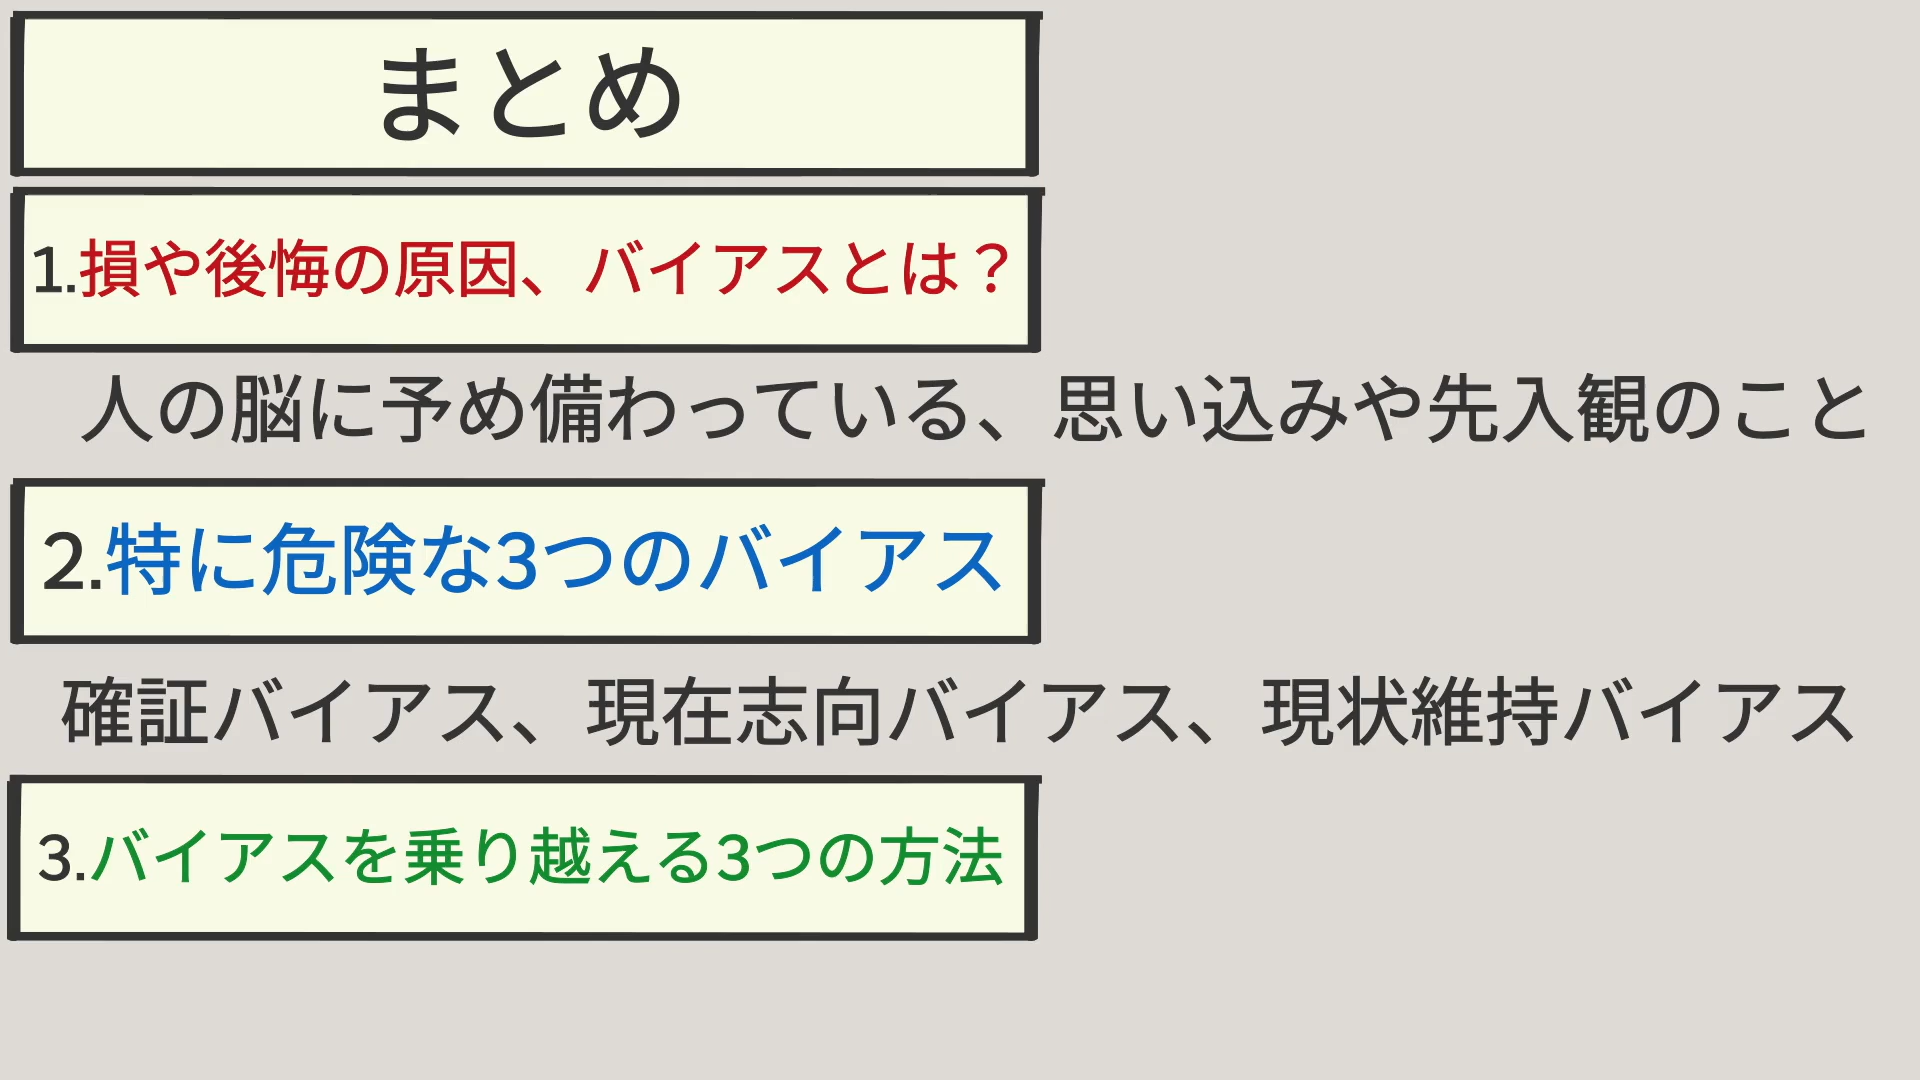 まとめ
1.損や後悔の原因、バイアスとは？
人の脳に予め備わっている、思い込みや先入観のこと
2.特に危険な3つのバイアス
確証バイアス、現在志向バイアス、現状維持バイアス
3.バイアスを乗り越える3つの方法